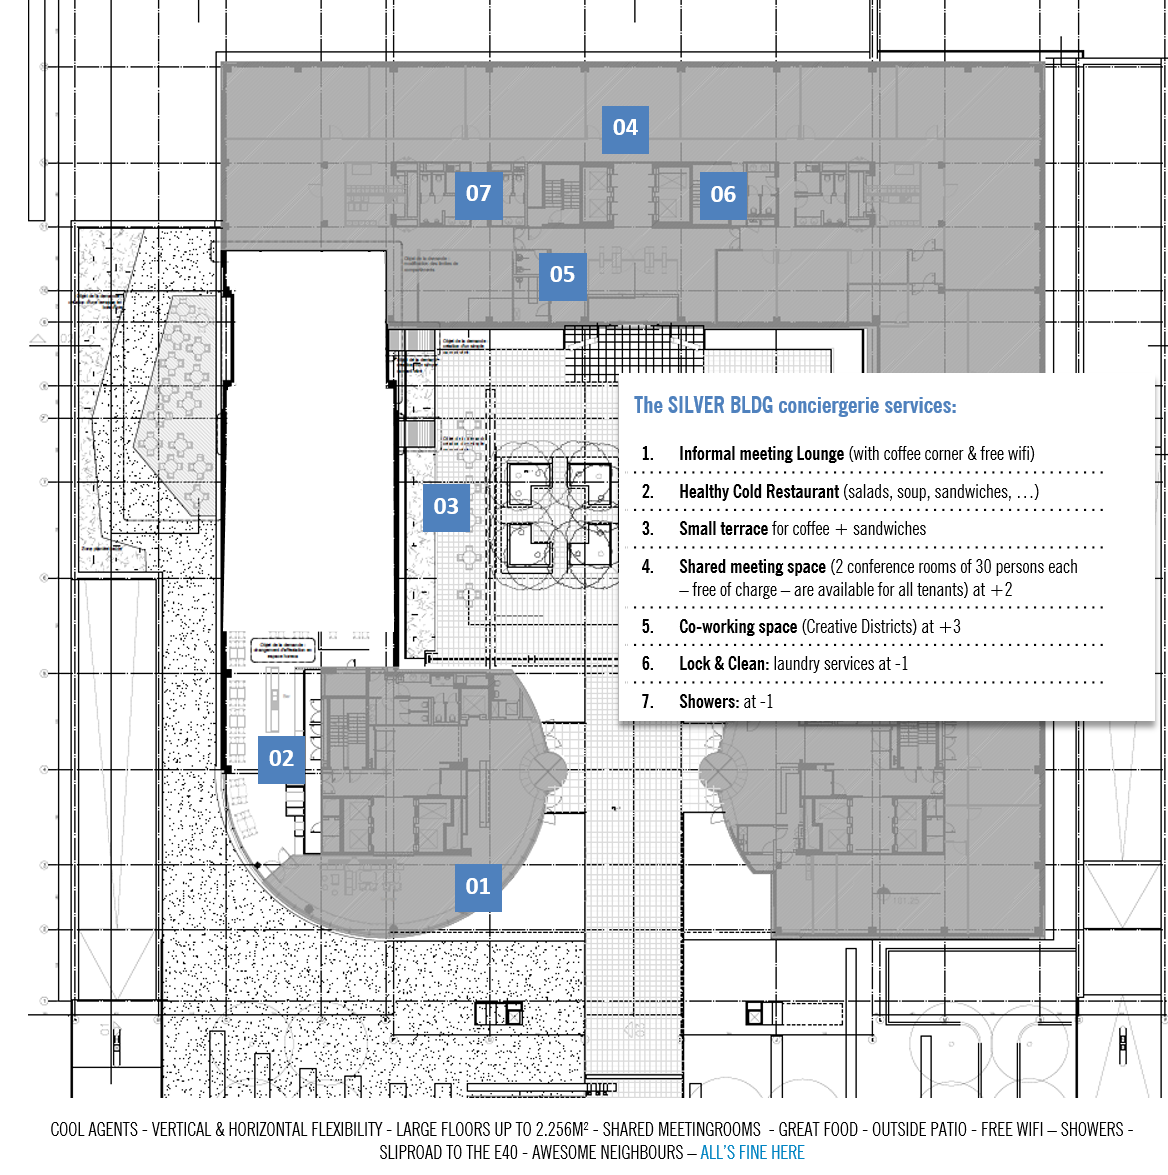 04
07
06
05
03
02
01
The SILVER BLDG conciergerie services:
1. Informal meeting Lounge (with coffee corner & free wifi)
2. Healthy Cold Restaurant (salads, soup, sandwiches, …)
3. Small terrace for coffee + sandwiches
4. Shared meeting space (2 conference rooms of 30 persons each
– free of charge – are available for all tenants) at +2
5. Co-working space (Creative Districts) at +3
6. Lock & Clean: laundry services at -1
7. Showers: at -1
COOL AGENTS - VERTICAL & HORIZONTAL FLEXIBILITY - LARGE FLOORS UP TO 2.256M² - SHARED MEETINGROOMS - GREAT FOOD - OUTSIDE PATIO - FREE WIFI – SHOWERS -
SLIPROAD TO THE E40 - AWESOME NEIGHBOURS – ALL'S FINE HERE